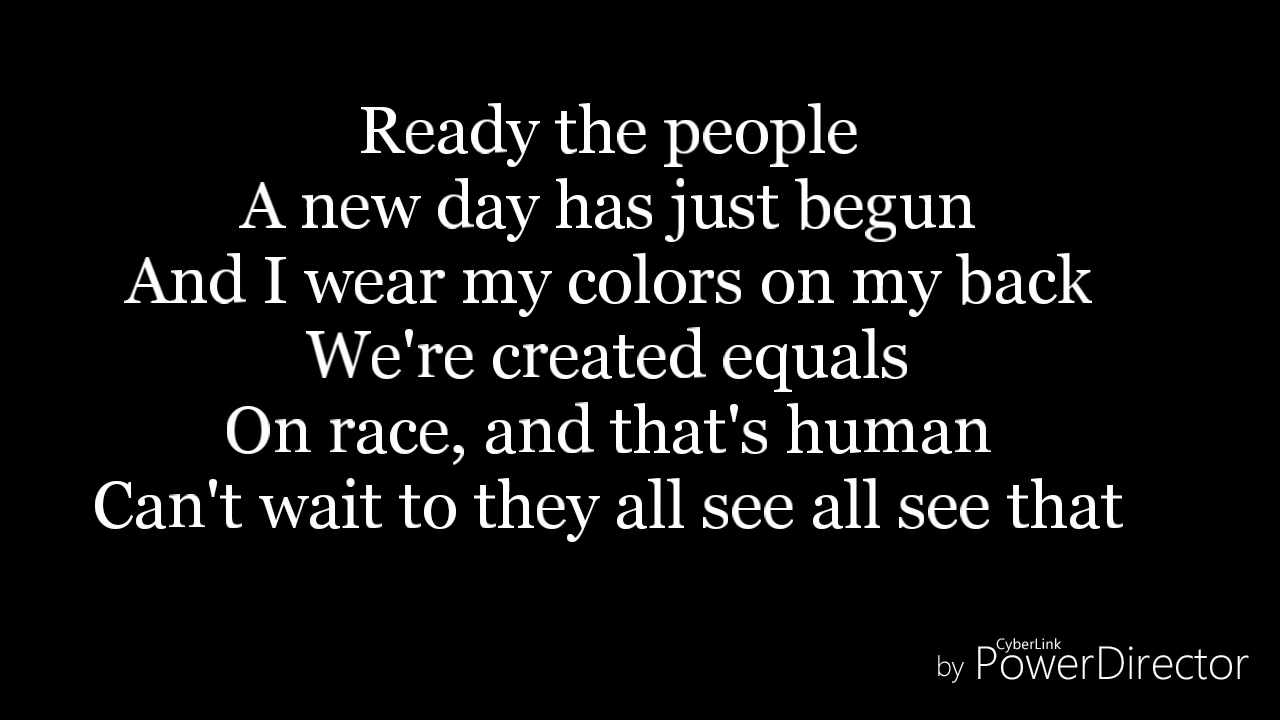 Ready the people
A new day has just begun
And I wear my colors on my back
We're created equals
On race, and that's human
Can't wait to they all see all see that
CyberLink
by PowerDirector